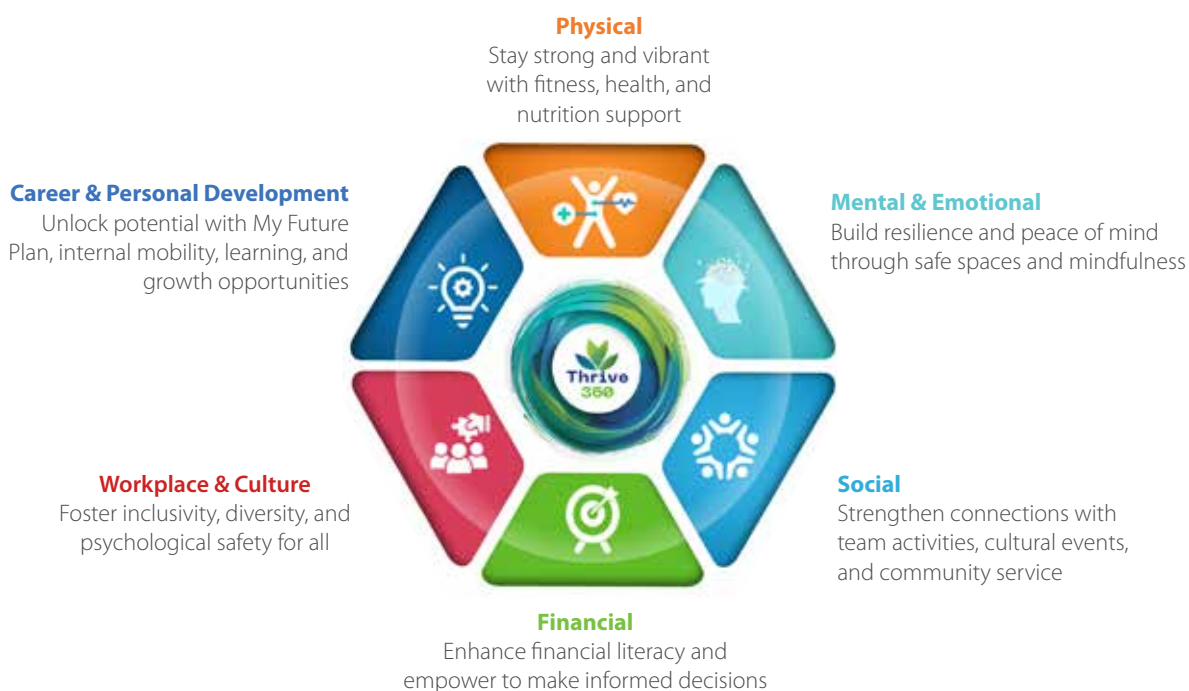 Physical
Stay strong and vibrant
with fitness, health, and
nutrition support
Career & Personal Development
Unlock potential with My Future
Plan, internal mobility, learning, and
growth opportunities
Mental & Emotional
Build resilience and peace of mind
through safe spaces and mindfulness
Thrive
360
Workplace & Culture
Foster inclusivity, diversity, and
psychological safety for all
Social
Strengthen connections with
team activities, cultural events,
and community service
Financial
Enhance financial literacy and
empower to make informed decisions